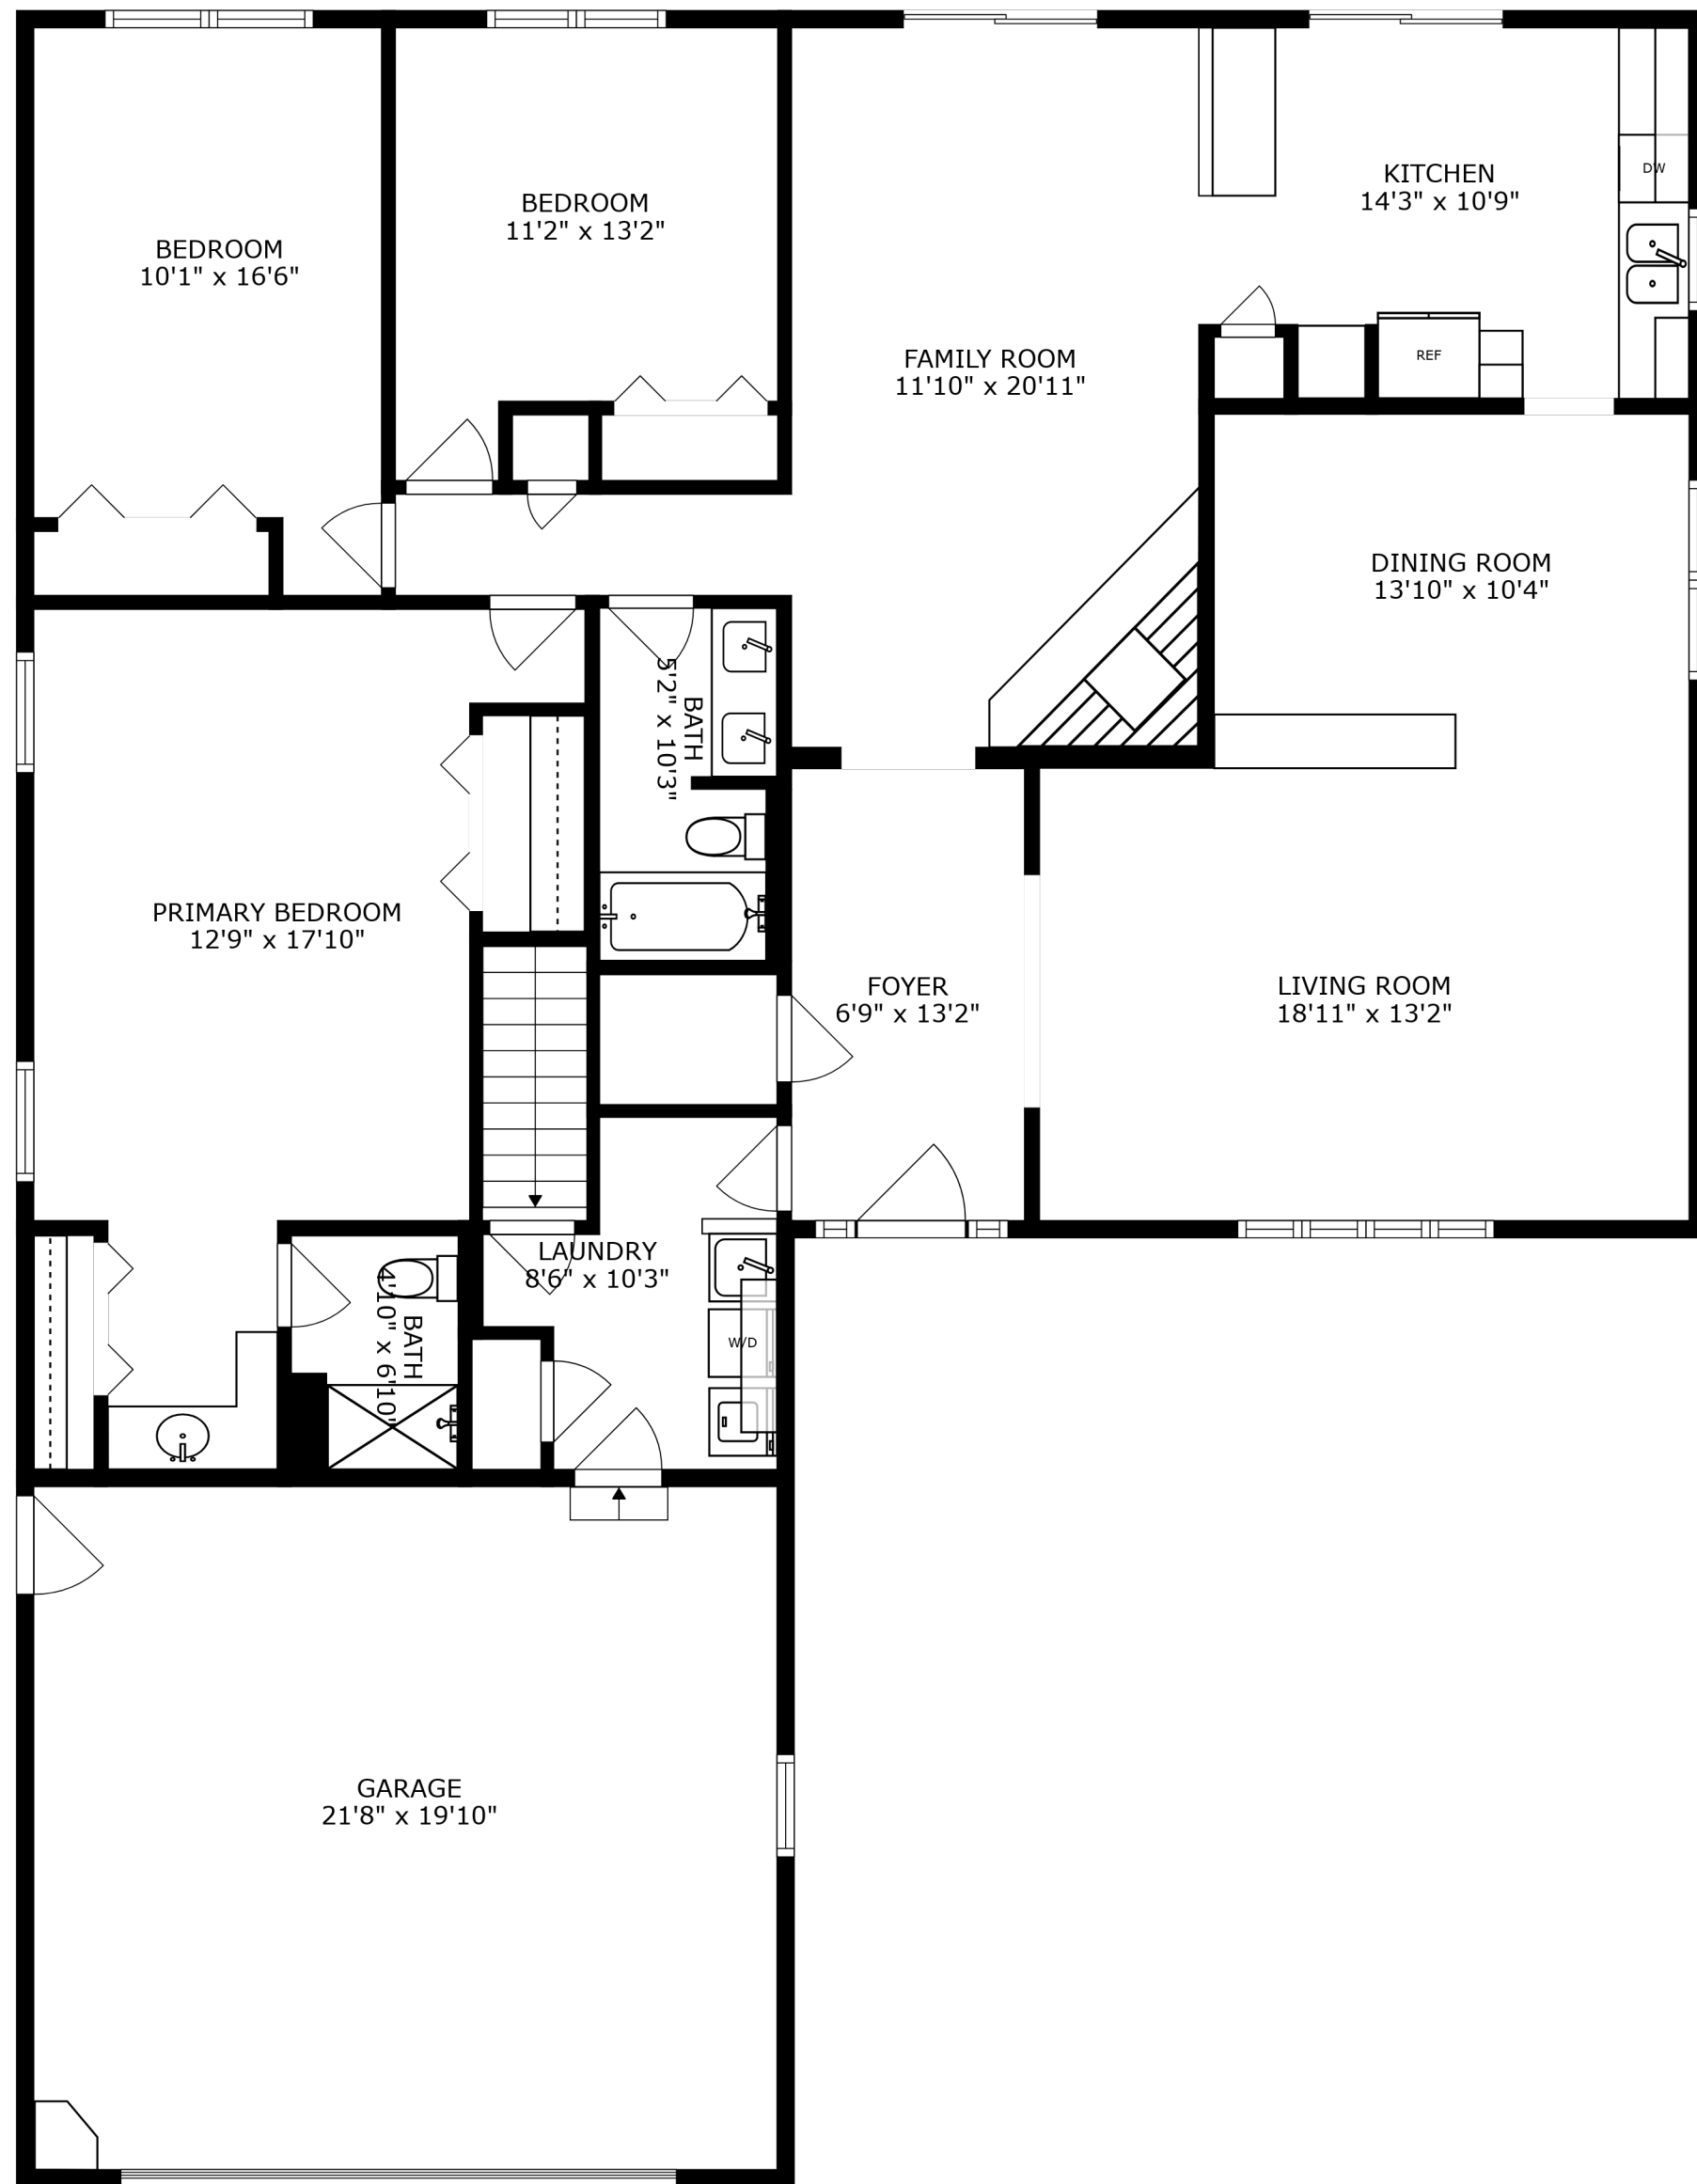 BEDROOM
10'1" x 16'6"
BEDROOM
11'2" x 13'2"
FAMILY ROOM
11'10" x 20'11"
KITCHEN
14'3" x 10'9"
DW
REF
DINING ROOM
13'10" x 10'4"
BATH
5'2" x 10'3"
PRIMARY BEDROOM
12'9" x 17'10"
FOYER
6'9" x 13'2"
LIVING ROOM
18'11" x 13'2"
LAUNDRY
8'6" x 10'3"
W/D
BATH
4'10" x 6'10"
GARAGE
21'8" x 19'10"